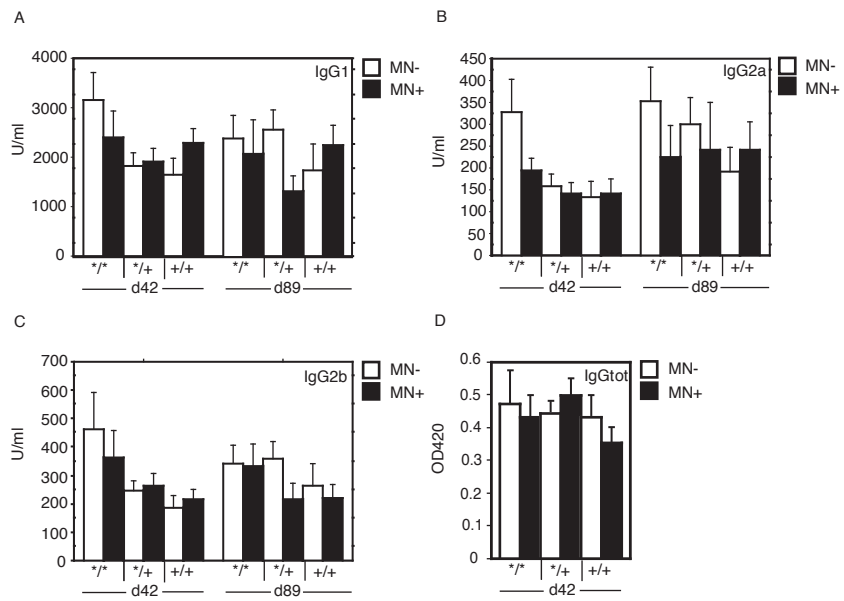 A
4000
3000
2000
1000
0
U/ml
IgG1
MN-
MN+
*/* */+ +/+ */* */+ +/+
d42 d89
B
450
400
350
300
250
200
150
100
50
0
U/ml
IgG2a
MN-
MN+
*/* */+ +/+ */* */+ +/+
d42 d89
C
700
600
500
400
300
200
100
0
U/ml
IgG2b
MN-
MN+
*/* */+ +/+ */* */+ +/+
d42 d89
D
0.6
0.5
0.4
0.3
0.2
0.1
0
OD420
IgGtot
MN-
MN+
*/* */+ +/+
d42